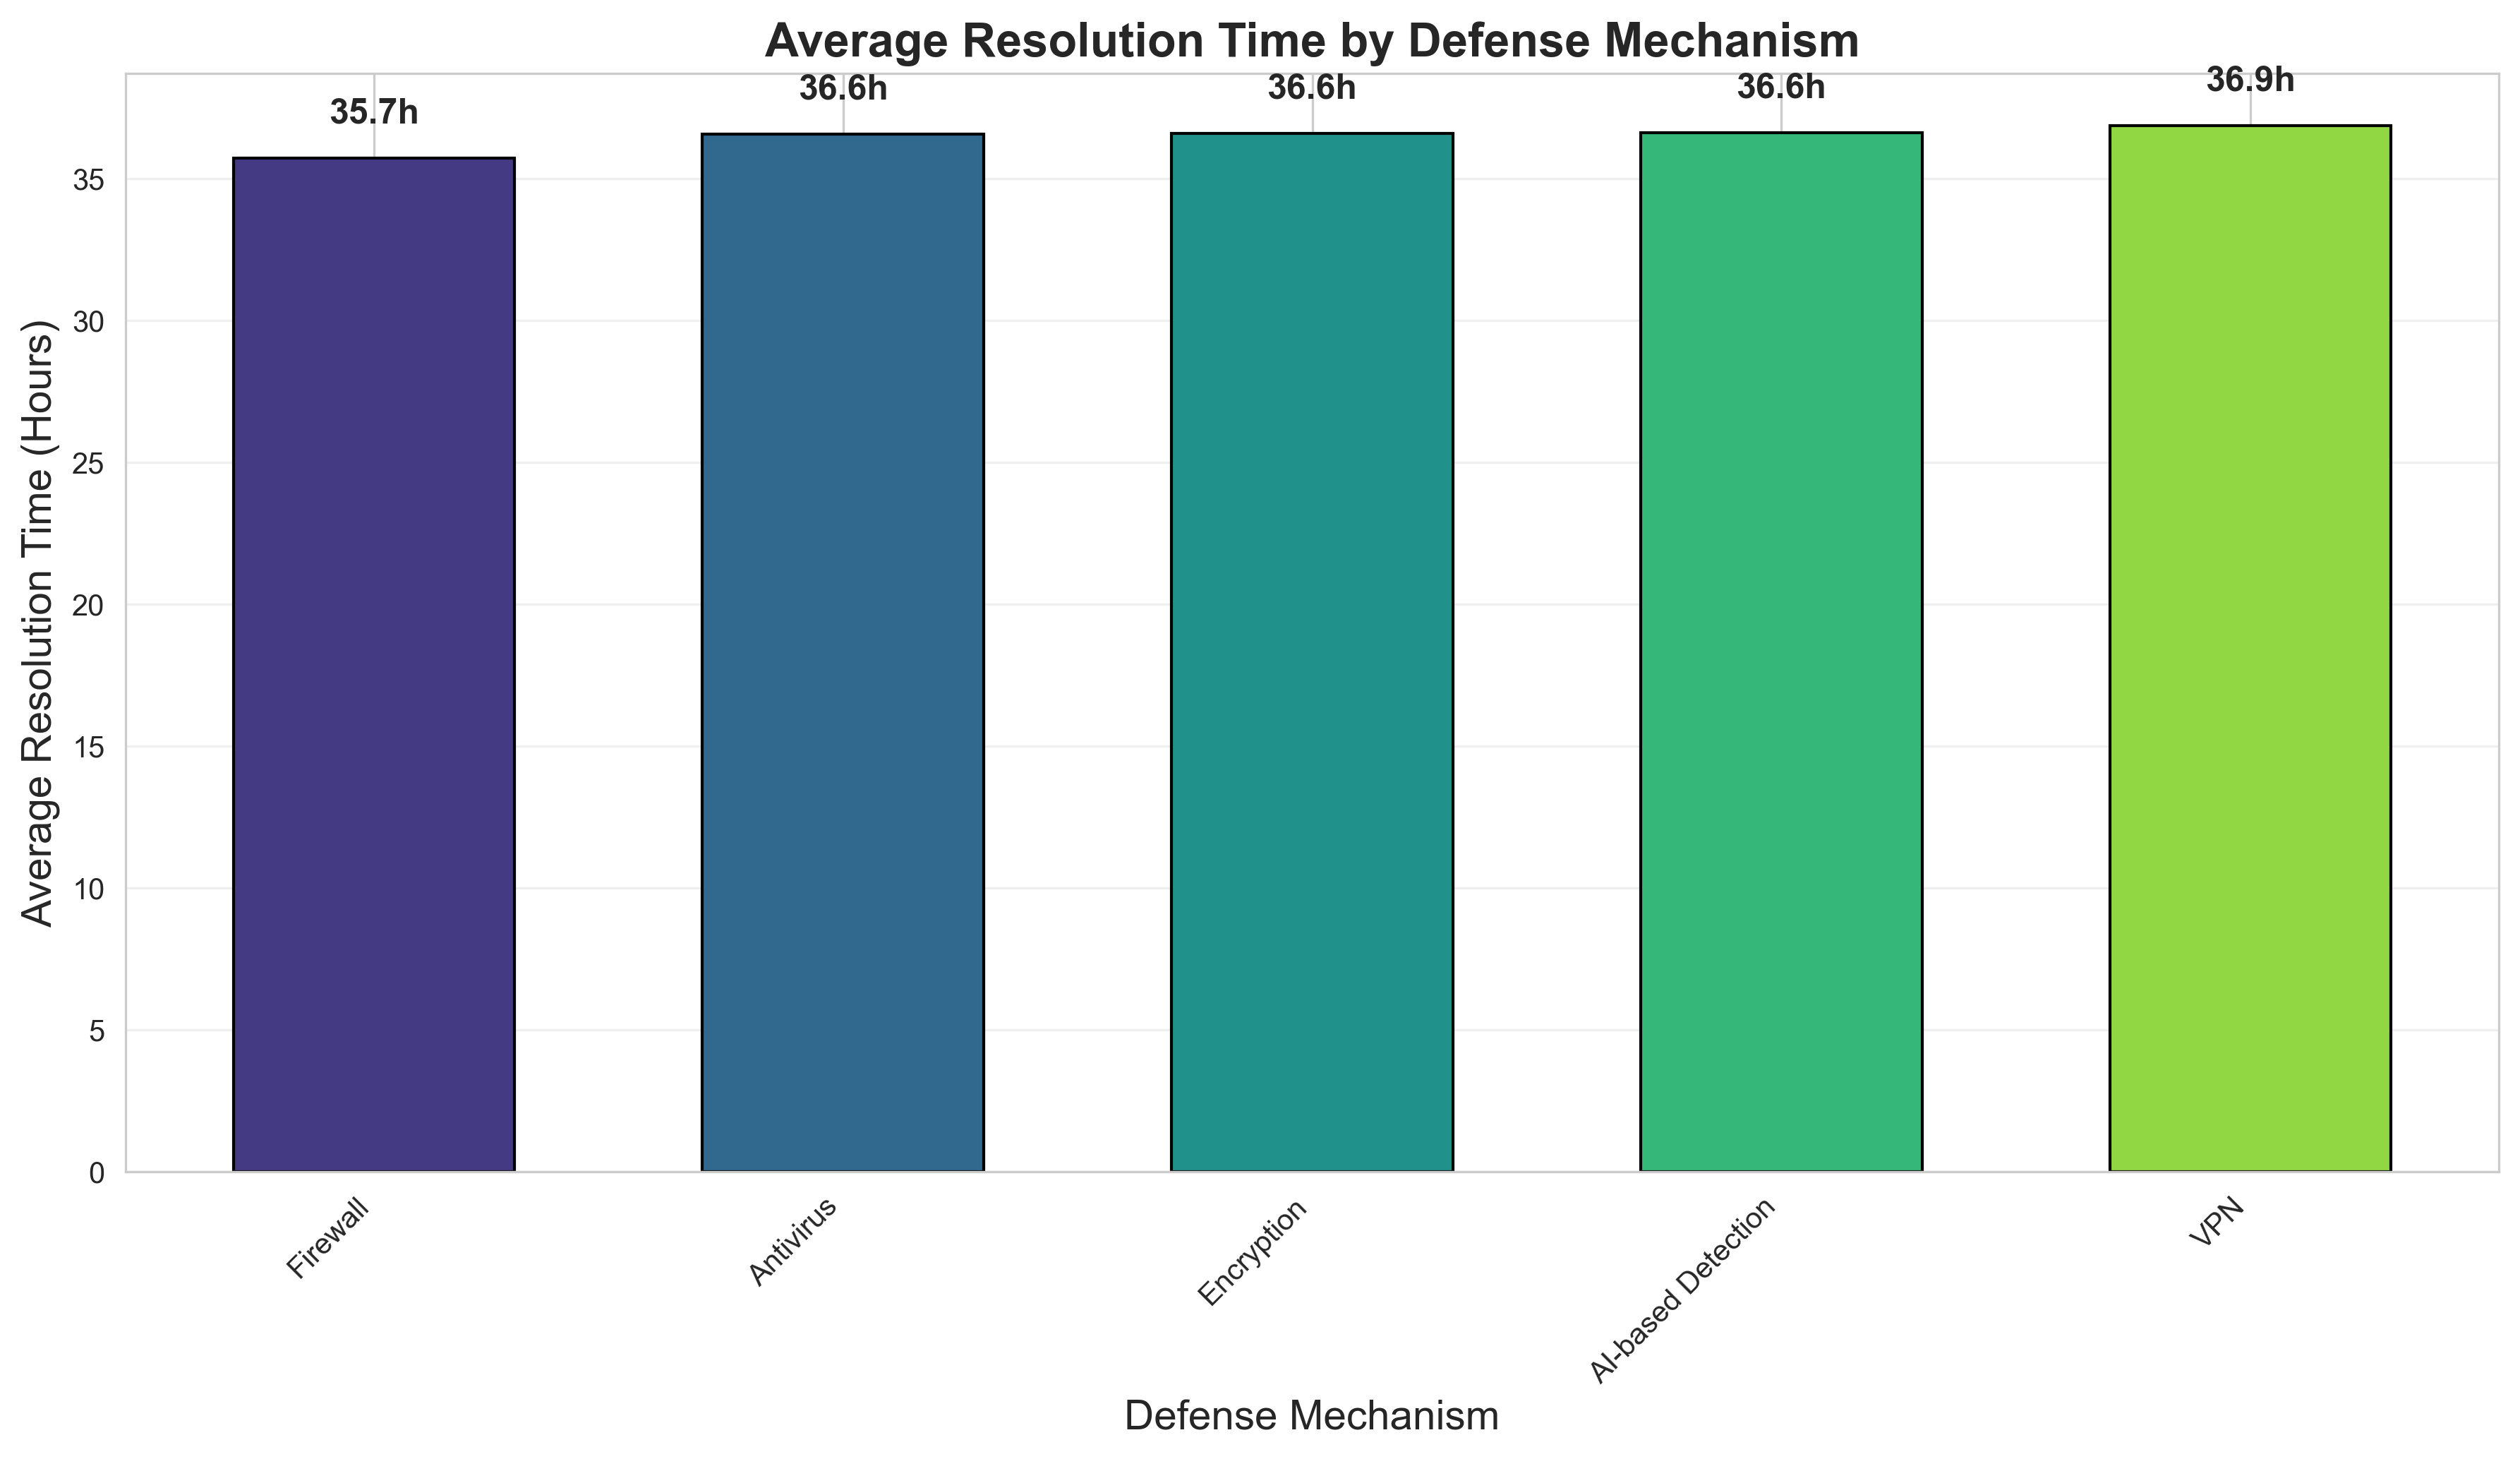 Average Resolution Time by Defense Mechanism
35.7h
36.6h
36.6h
36.6h
36.9h
Average Resolution Time (Hours)
35
30
25
20
15
10
5
0
Firewall
Antivirus
Encryption
AI-based Detection
VPN
Defense Mechanism